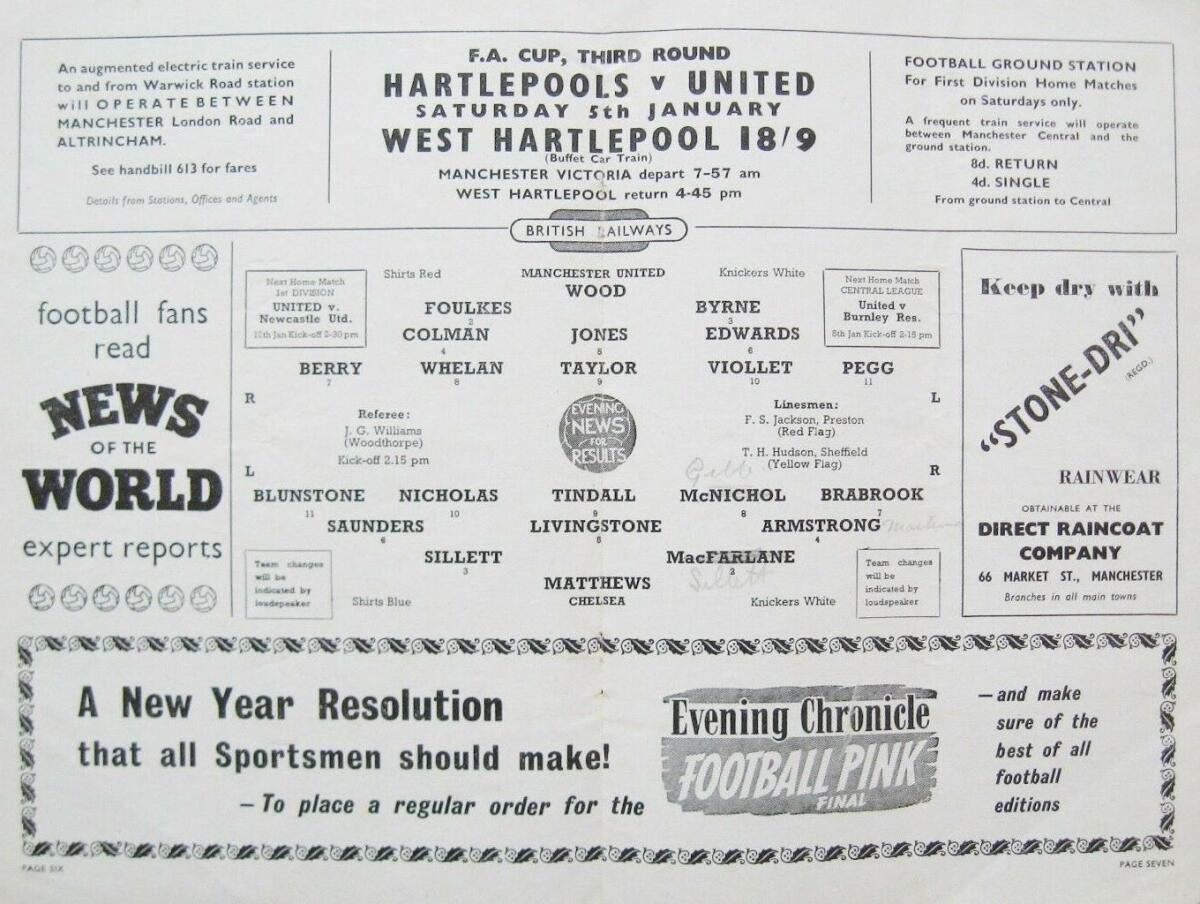 An augmented electric train service
to and from Warwick Road station
will OPERATE BETWEEN
MANCHESTER London Road and
ALTRINCHAM.
See handbill 613 for fares
Details from Stations, Offices and Agents
F.A. CUP, THIRD ROUND
HARTLEPOOLS v UNITED
SATURDAY 5th JANUARY
WEST HARTLEPOOL 18/9
(Buffet Car Train)
MANCHESTER VICTORIA depart 7-57 am
WEST HARTLEPOOL return 4-45 pm
FOOTBALL GROUND STATION
For First Division Home Matches
on Saturdays only.
A frequent train service will operate
between Manchester Central and the
ground station.
8d. RETURN
4d. SINGLE
From ground station to Central
BRITISH RAILWAYS
football fans
read
NEWS
OF THE
WORLD
expert reports
Next Home Match
1st DIVISION
UNITED v.
Newcastle Utd.
12th Jan Kick-off 2-30 pm
Shirts Red
MANCHESTER UNITED
Knickers White
Next Home Match
CENTRAL LEAGUE
United v
Burnley Res.
5th Jan Kick-off 2-15 pm
WOOD
FOULKES BYRNE
2 3
COLMAN JONES EDWARDS
4 5 6
BERRY WHELAN TAYLOR VIOLLET PEGG
7 8 9 10 11
R L
Referee:
J. G. Williams
(Woodthorpe)
Kick-off 2.15 pm
EVENING
NEWS
FOR
RESULTS
Linesmen:
F. S. Jackson, Preston
(Red Flag)
T. H. Hudson, Sheffield
(Yellow Flag)
Gibb
L R
BLUNSTONE NICHOLAS TINDALL McNICHOL BRABROOK
11 10 9 8 7
SAUNDERS LIVINGSTONE ARMSTRONG
6 5 4
SILLETT MacFARLANE
3 2
Sillett
MATTHEWS
CHELSEA
Team changes
will be
indicated by
loudspeaker
Shirts Blue
Knickers White
Team changes
will be
indicated by
loudspeaker
Keep dry with
"STONE-DRI"
(REGD.)
RAINWEAR
OBTAINABLE AT THE
DIRECT RAINCOAT
COMPANY
66 MARKET ST., MANCHESTER
Branches in all main towns
A New Year Resolution
that all Sportsmen should make!
—To place a regular order for the
Evening Chronicle
FOOTBALL PINK
FINAL
—and make
sure of the
best of all
football
editions
PAGE SIX
PAGE SEVEN